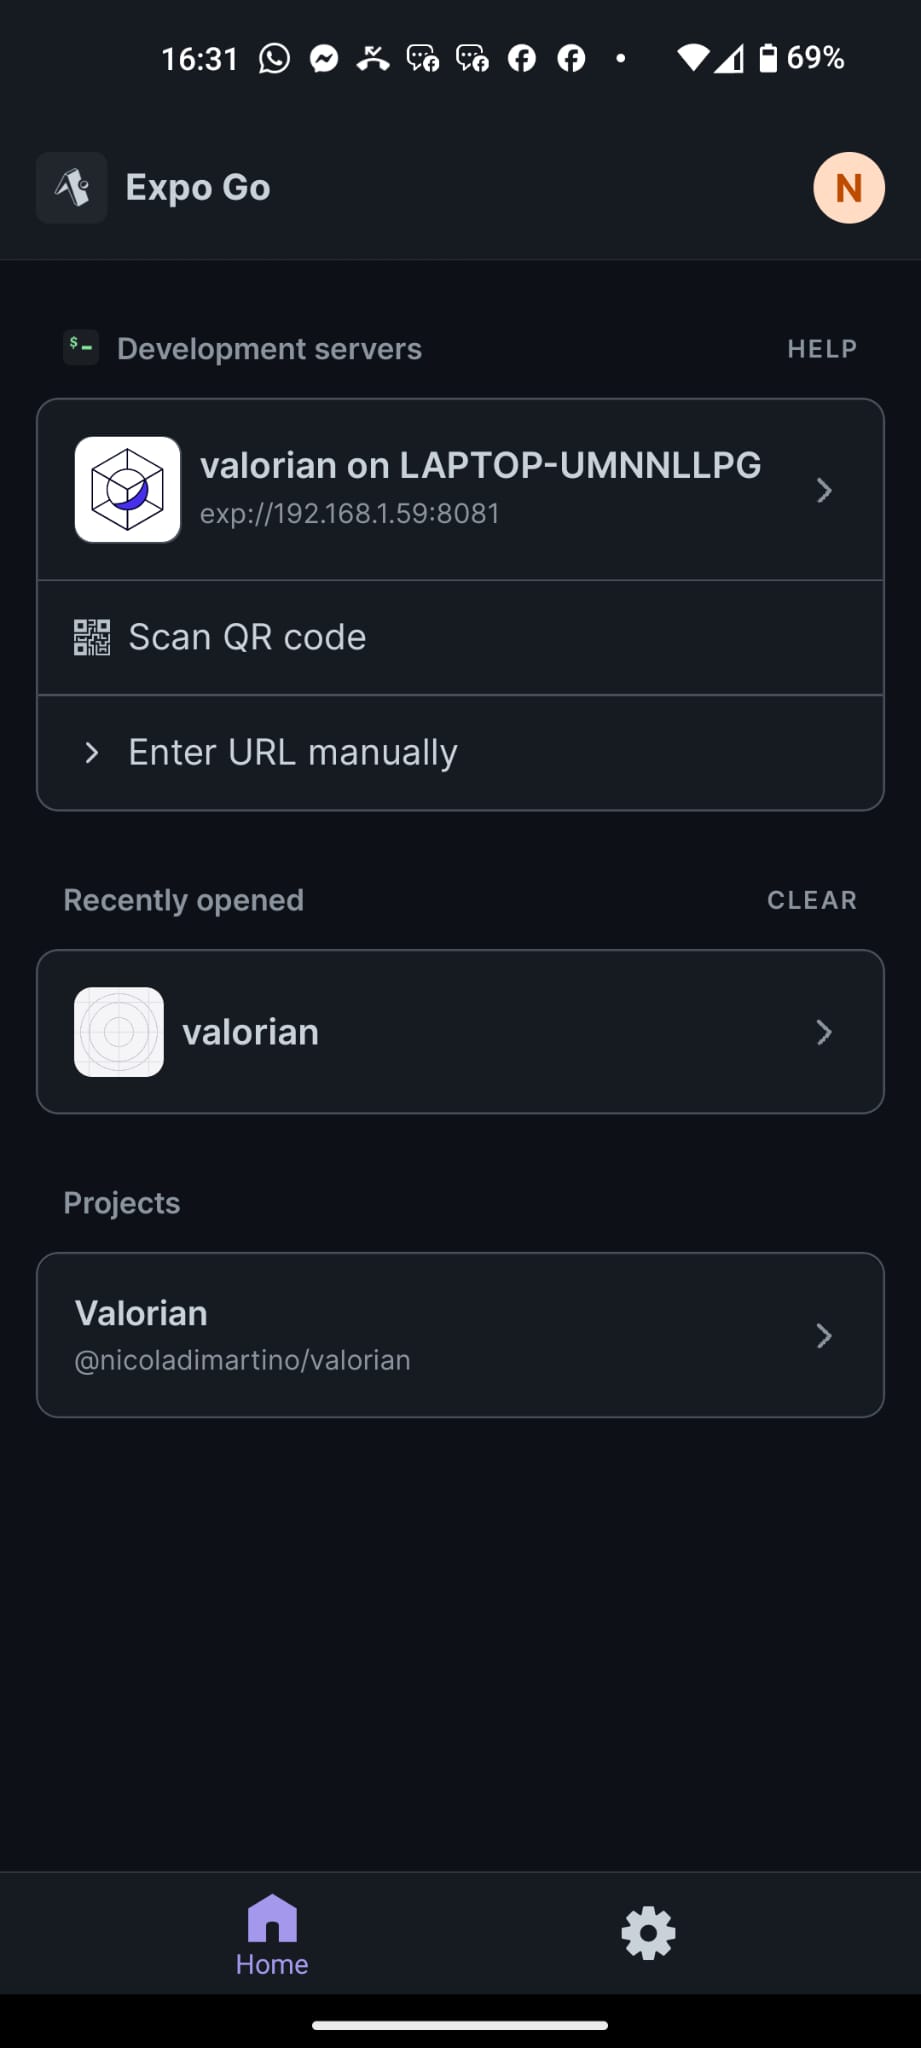 16:31
69%
Expo Go
N
$
Development servers
HELP
valorian on LAPTOP-UMNNLLPG
exp://192.168.1.59:8081
Scan QR code
Enter URL manually
Recently opened
CLEAR
valorian
Projects
Valorian
@nicoladimartino/valorian
Home